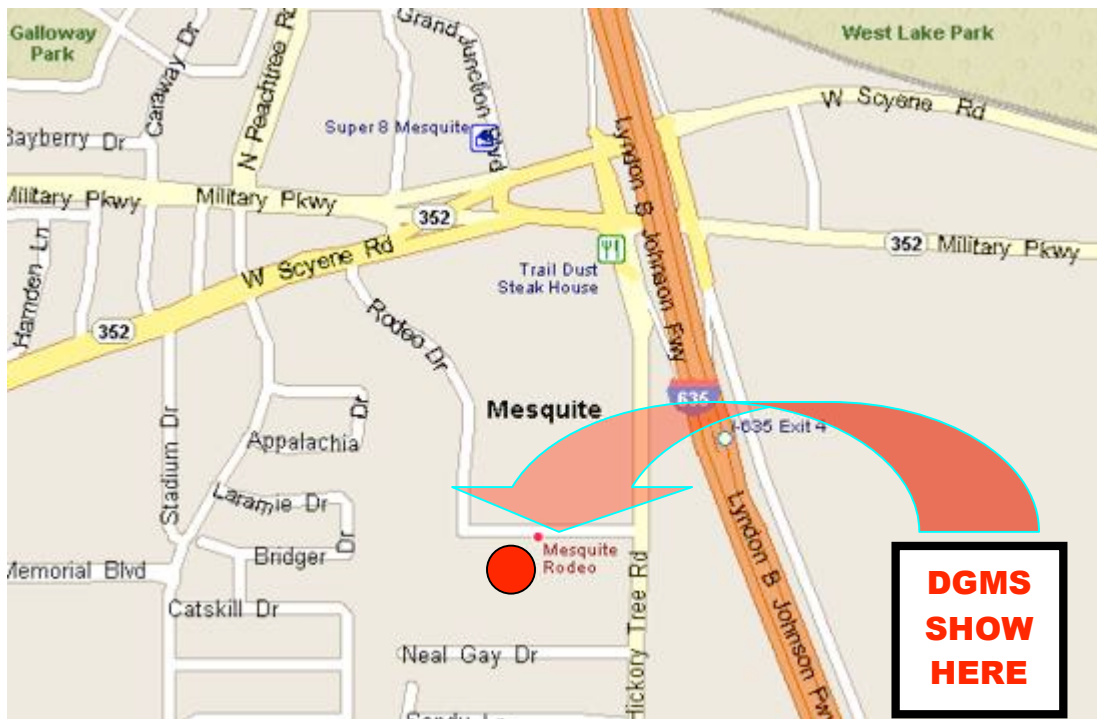 Galloway
Park
Caraway Dr
N Peachtree Rd
Grand Junction Blvd
West Lake Park
W Scyene Rd
Bayberry Dr
Super 8 Mesquite
Lyndon B Johnson Fwy
Military Pkwy
Military Pkwy
352
352 Military Pkwy
W Scyene Rd
Hamden Ln
Trail Dust
Steak House
352
Rodeo Dr
635
Mesquite
I-635 Exit 4
Dr
Appalachia
Stadium Dr
Laramie Dr
Lyndon B Johnson Fwy
Bridger
Dr
Mesquite
Rodeo
Memorial Blvd
Hickory Tree Rd
Catskill Dr
Neal Gay Dr
DGMS
SHOW
HERE